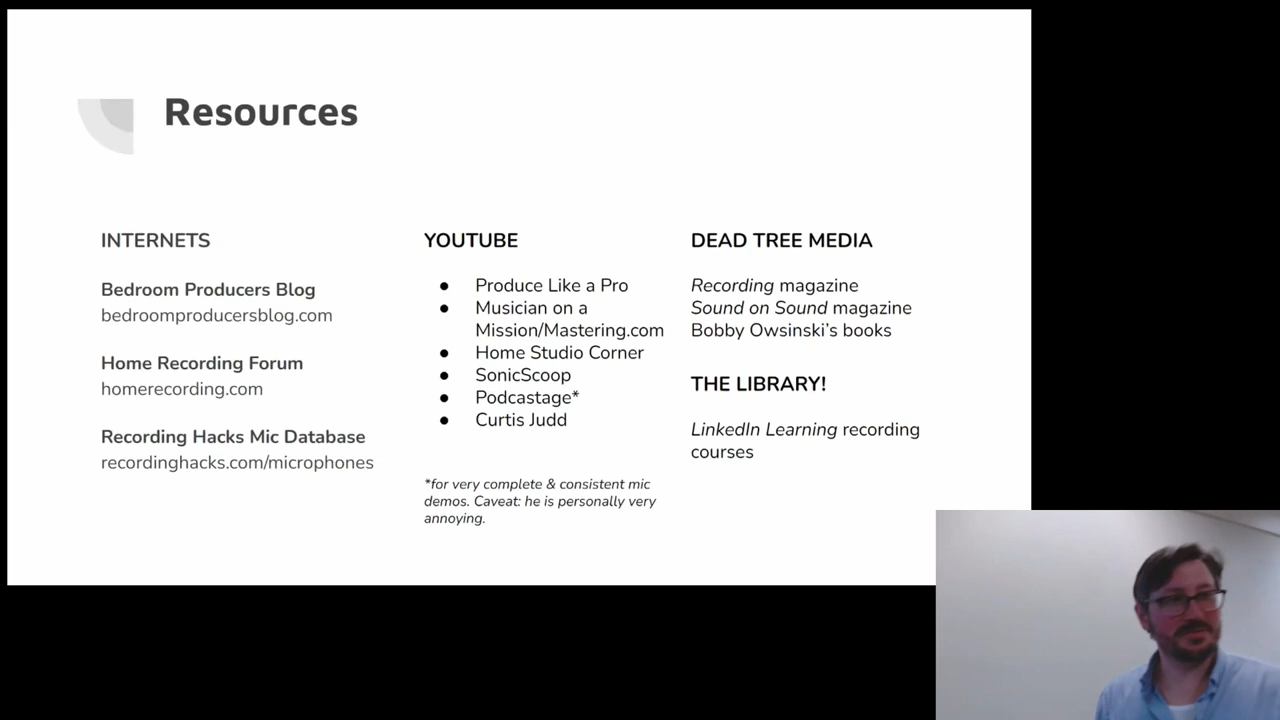 Resources
INTERNETS
Bedroom Producers Blog
bedroomproducersblog.com
Home Recording Forum
homerecording.com
Recording Hacks Mic Database
recordinghacks.com/microphones
YOUTUBE
● Produce Like a Pro
● Musician on a
Mission/Mastering.com
● Home Studio Corner
● SonicScoop
● Podcastage*
● Curtis Judd
*for very complete & consistent mic
demos. Caveat: he is personally very
annoying.
DEAD TREE MEDIA
Recording magazine
Sound on Sound magazine
Bobby Owsinski’s books
THE LIBRARY!
LinkedIn Learning recording
courses